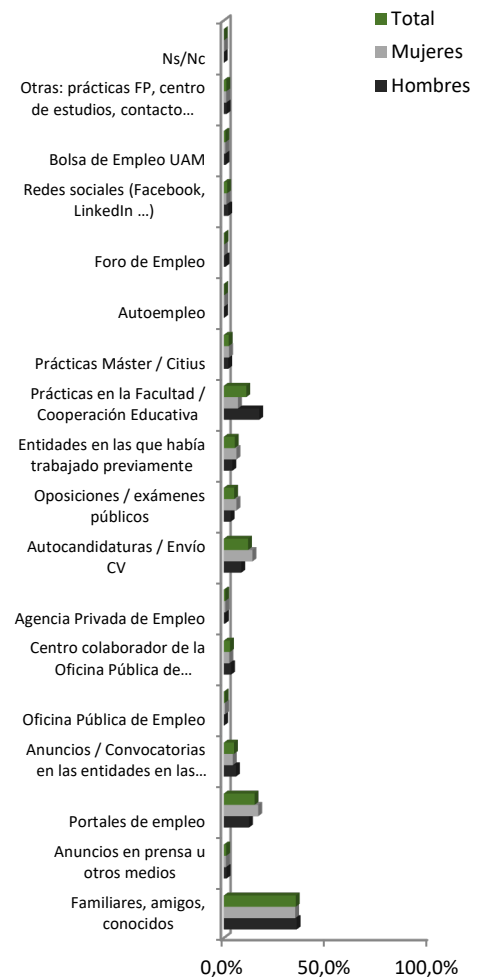 Total
Mujeres
Hombres
Ns/Nc
Otras: prácticas FP, centro
de estudios, contacto…
Bolsa de Empleo UAM
Redes sociales (Facebook,
LinkedIn …)
Foro de Empleo
Autoempleo
Prácticas Máster / Citius
Prácticas en la Facultad /
Cooperación Educativa
Entidades en las que había
trabajado previamente
Oposiciones / exámenes
públicos
Autocandidaturas / Envío
CV
Agencia Privada de Empleo
Centro colaborador de la
Oficina Pública de…
Oficina Pública de Empleo
Anuncios / Convocatorias
en las entidades en las…
Portales de empleo
Anuncios en prensa u
otros medios
Familiares, amigos,
conocidos
0,0% 50,0% 100,0%